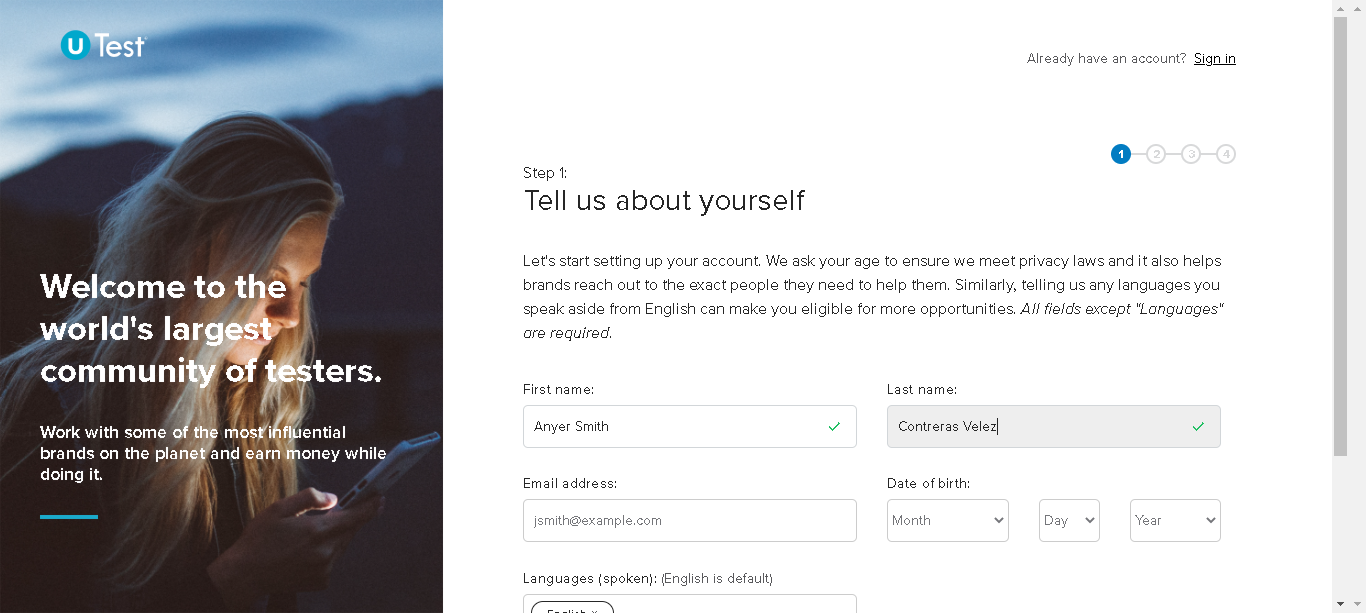 U Test
Already have an account? Sign in
1 2 3 4
Step 1:
Tell us about yourself
Let's start setting up your account. We ask your age to ensure we meet privacy laws and it also helps
brands reach out to the exact people they need to help them. Similarly, telling us any languages you
speak aside from English can make you eligible for more opportunities. All fields except "Languages"
are required.
Welcome to the
world's largest
community of testers.
Work with some of the most influential
brands on the planet and earn money while
doing it.
First name: Last name:
Anyer Smith Contreras Velez
Email address: Date of birth:
jsmith@example.com Month Day Year
Languages (spoken): (English is default)
English ×